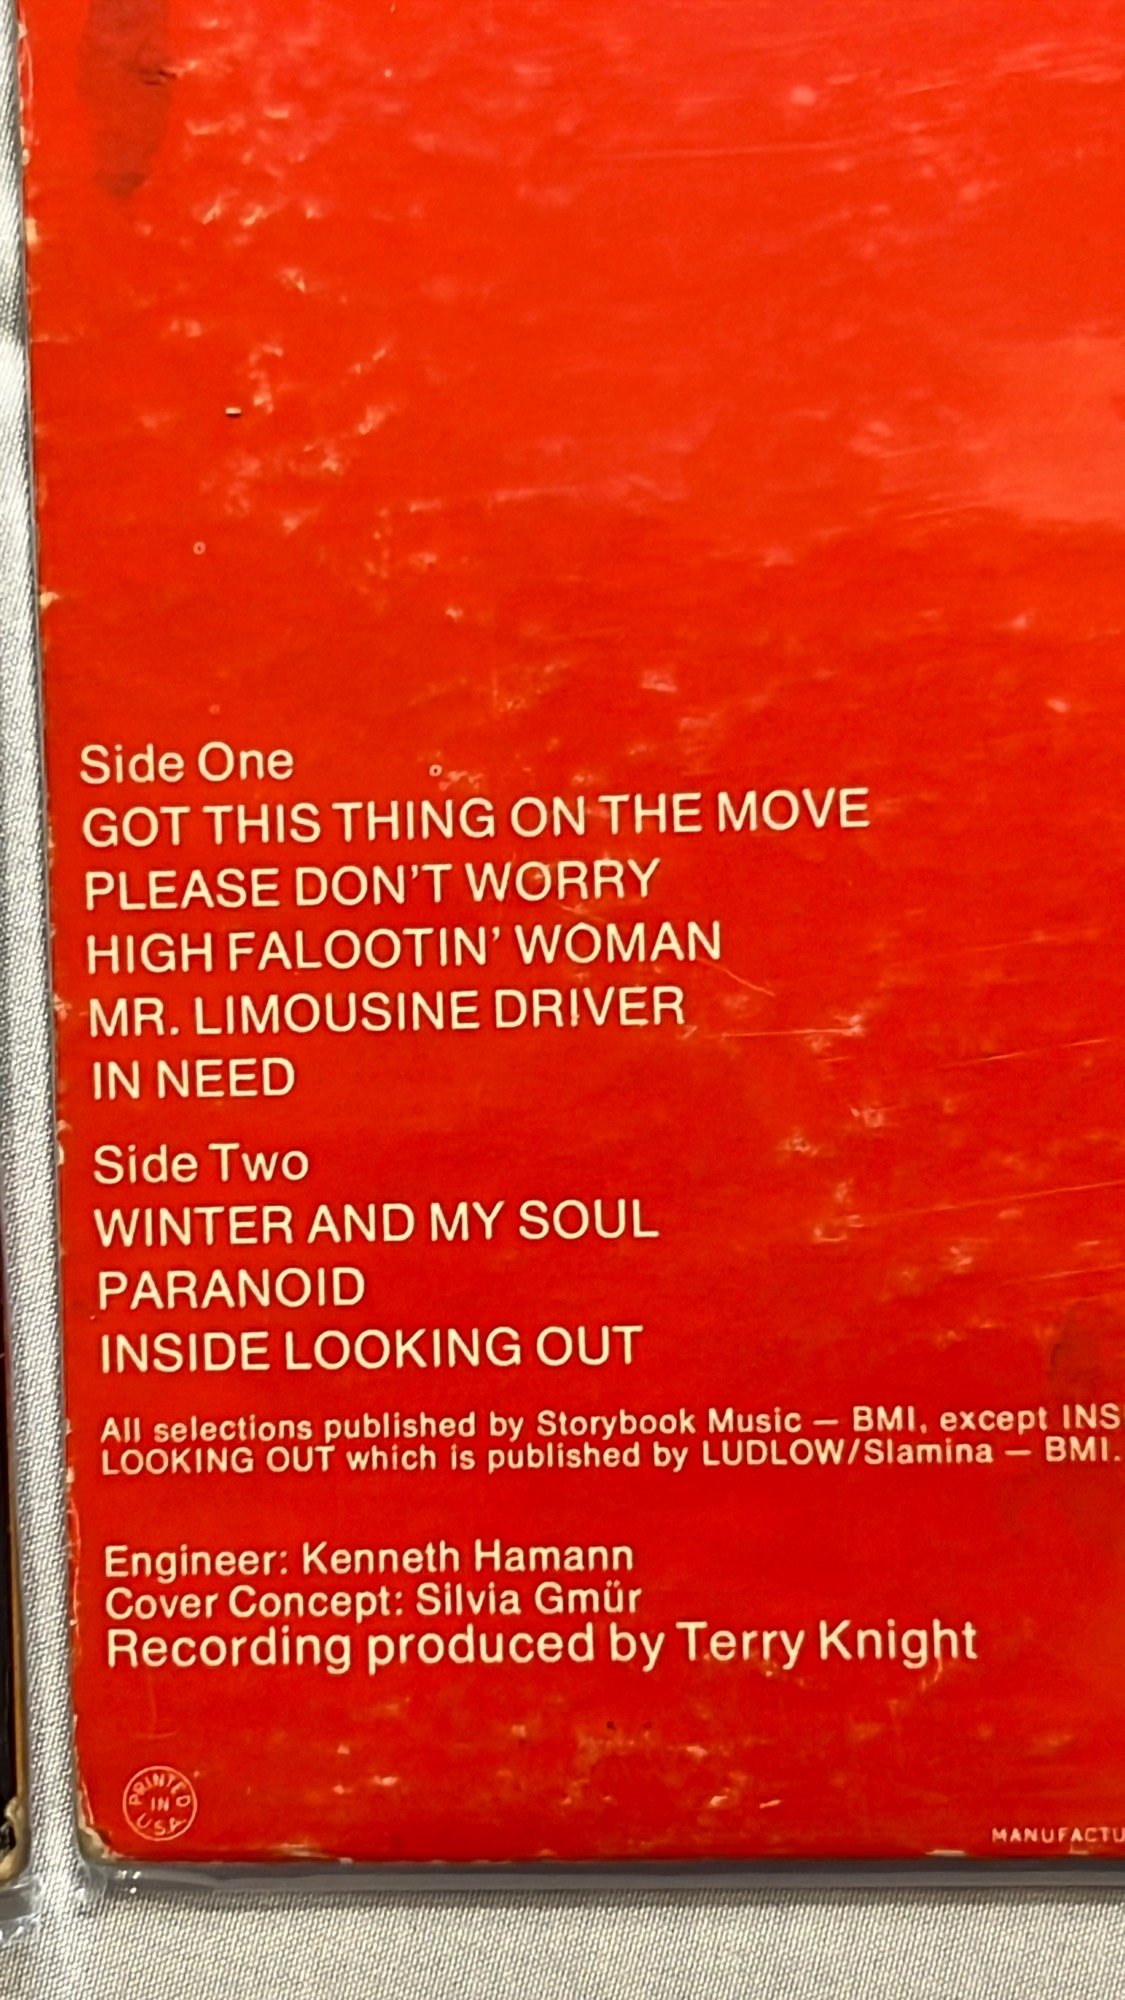 Side One
GOT THIS THING ON THE MOVE
PLEASE DON'T WORRY
HIGH FALOOTIN' WOMAN
MR. LIMOUSINE DRIVER
IN NEED
Side Two
WINTER AND MY SOUL
PARANOID
INSIDE LOOKING OUT
All selections published by Storybook Music — BMI, except INS
LOOKING OUT which is published by LUDLOW/Slamina — BMI.
Engineer: Kenneth Hamann
Cover Concept: Silvia Gmür
Recording produced by Terry Knight
PRINTED
IN
U.S.A.
MANUFACTU